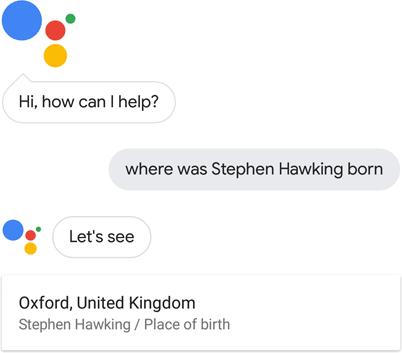 Hi, how can I help?
where was Stephen Hawking born
Let's see
Oxford, United Kingdom
Stephen Hawking / Place of birth